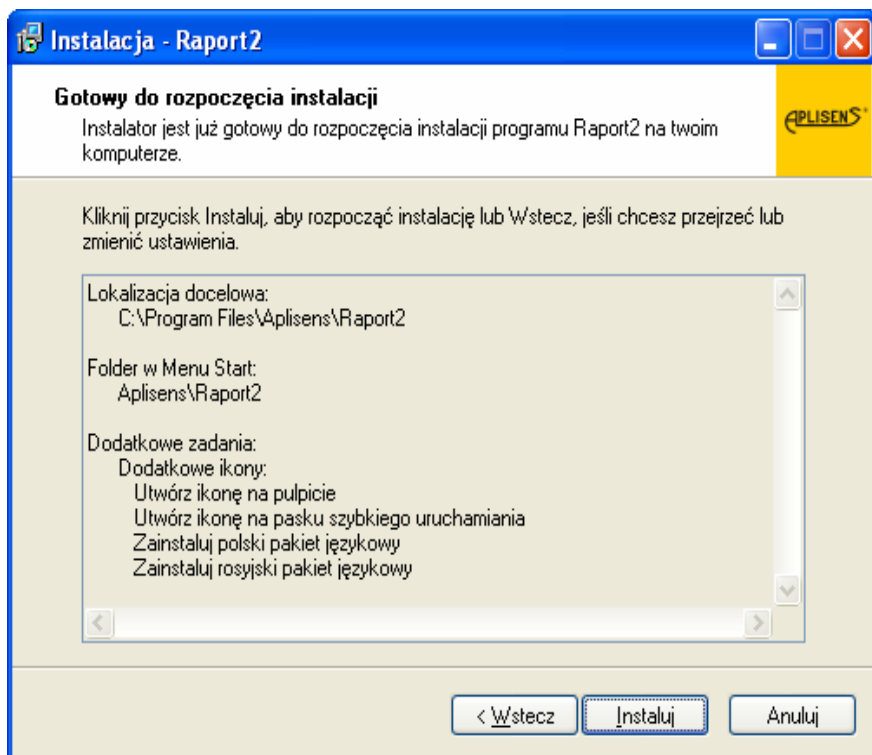 Instalacja - Raport2
Gotowy do rozpoczęcia instalacji
Instalator jest już gotowy do rozpoczęcia instalacji programu Raport2 na twoim
komputerze.
APLISENS
Kliknij przycisk Instaluj, aby rozpocząć instalację lub Wstecz, jeśli chcesz przejrzeć lub
zmienić ustawienia.
Lokalizacja docelowa:
C:\Program Files\Aplisens\Raport2
Folder w Menu Start:
Aplisens\Raport2
Dodatkowe zadania:
Dodatkowe ikony:
Utwórz ikonę na pulpicie
Utwórz ikonę na pasku szybkiego uruchamiania
Zainstaluj polski pakiet językowy
Zainstaluj rosyjski pakiet językowy
< Wstecz
Instaluj
Anuluj